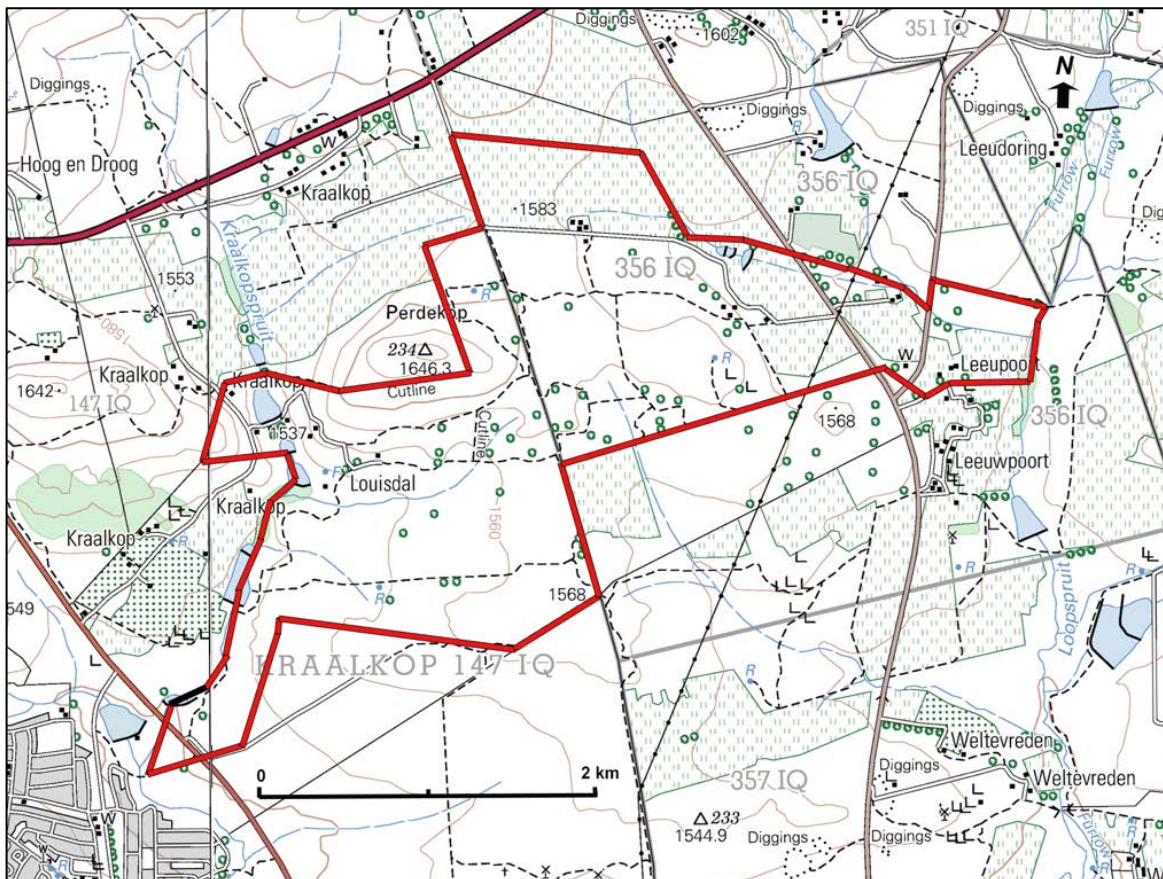 Diggings
1602
351 IQ
N
Diggings
Diggings
Diggings
W
R
Leeudoring
Hoog en Droog
Kraalkop
356 IQ
Furrow
Furrow
Kraalkopspruit
1583
1553
356 IQ
R
Perdekop
1580
234
1646.3
W
Leeupoort
R
Kraalkop
Cutline
1642
147 IQ
356 IQ
Cutline
1537
1568
Leeuwpoort
R
Louisdal
Kraalkop
1560
Kraalkop
R
R
R
Loopspruit
1568
549
KRAALKOP 147 IQ
R
Weltevreden
0
2 km
Diggings
Weltevreden
357 IQ
W
233
1544.9
Diggings
Diggings
Furrow
W
R
R
W